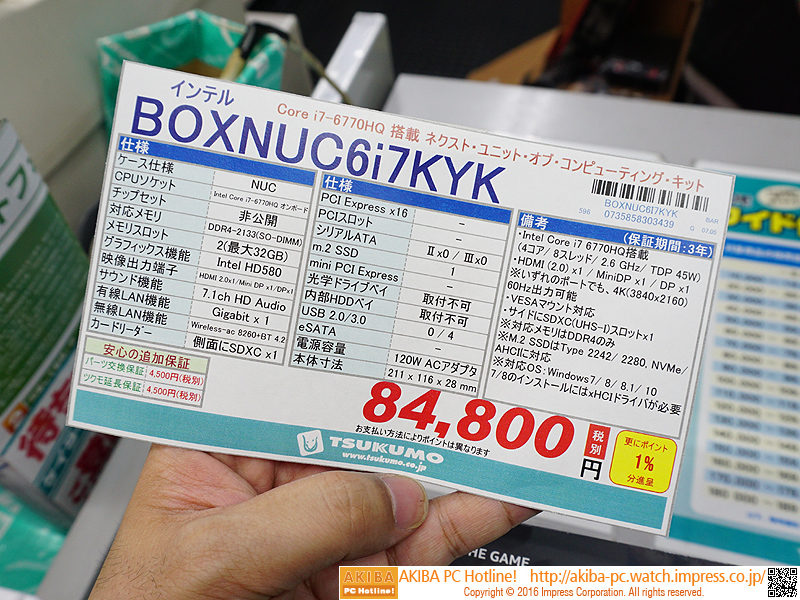 インテル
Core i7-6770HQ 搭載 ネクスト・ユニット・オブ・コンピューティング・キット
BOXNUC6i7KYK
BOXNUC6I7KYK
596 0735858303439
BAR
G 07.05
仕様
ケース仕様 NUC
CPUソケット Intel Core i7-6770HQ オンボード
チップセット 非公開
対応メモリ DDR4-2133(SO-DIMM)
メモリスロット 2(最大32GB)
グラフィックス機能 Intel HD580
映像出力端子 HDMI 2.0x1/Mini DP x1/DPx1
サウンド機能 7.1ch HD Audio
有線LAN機能 Gigabit x 1
無線LAN機能 Wireless-ac 8260+BT 4.2
カードリーダー 側面にSDXC x1
仕様
PCI Express x16 –
PCIスロット –
シリアルATA –
m.2 SSD Ⅱx0 / Ⅲx0
mini PCI Express 1
光学ドライブベイ –
内部HDDベイ 取付不可
USB 2.0/3.0 取付不可
eSATA 0 / 4
電源容量 –
本体寸法 120W ACアダプタ
211 x 116 x 28 mm
備考 (保証期間:3年)
・Intel Core i7 6770HQ搭載
(4コア/ 8スレッド/ 2.6 GHz/ TDP 45W)
・HDMI (2.0) x1 / MiniDP x1 / DP x1
※いずれのポートでも、4K(3840x2160)
60Hz出力可能
・VESAマウント対応
・サイドにSDXC(UHS-I)スロットx1
※対応メモリはDDR4のみ
※M.2 SSDはType 2242/ 2280, NVMe/
AHCIに対応
※対応OS:Windows7/ 8/ 8.1/ 10
7/8のインストールにはxHCIドライバが必要
安心の追加保証
パーツ交換保証 4,500円(税別)
ツクモ延長保証 4,500円(税別)
84,800
税別
円
お支払い方法によりポイントは異なります
更にポイント
1%
分進呈
TSUKUMO
www.tsukumo.co.jp
THE GAME
AKIBA
PC Hotline!
AKIBA PC Hotline! http://akiba-pc.watch.impress.co.jp/
Copyright © 2016 Impress Corporation. All rights reserved.